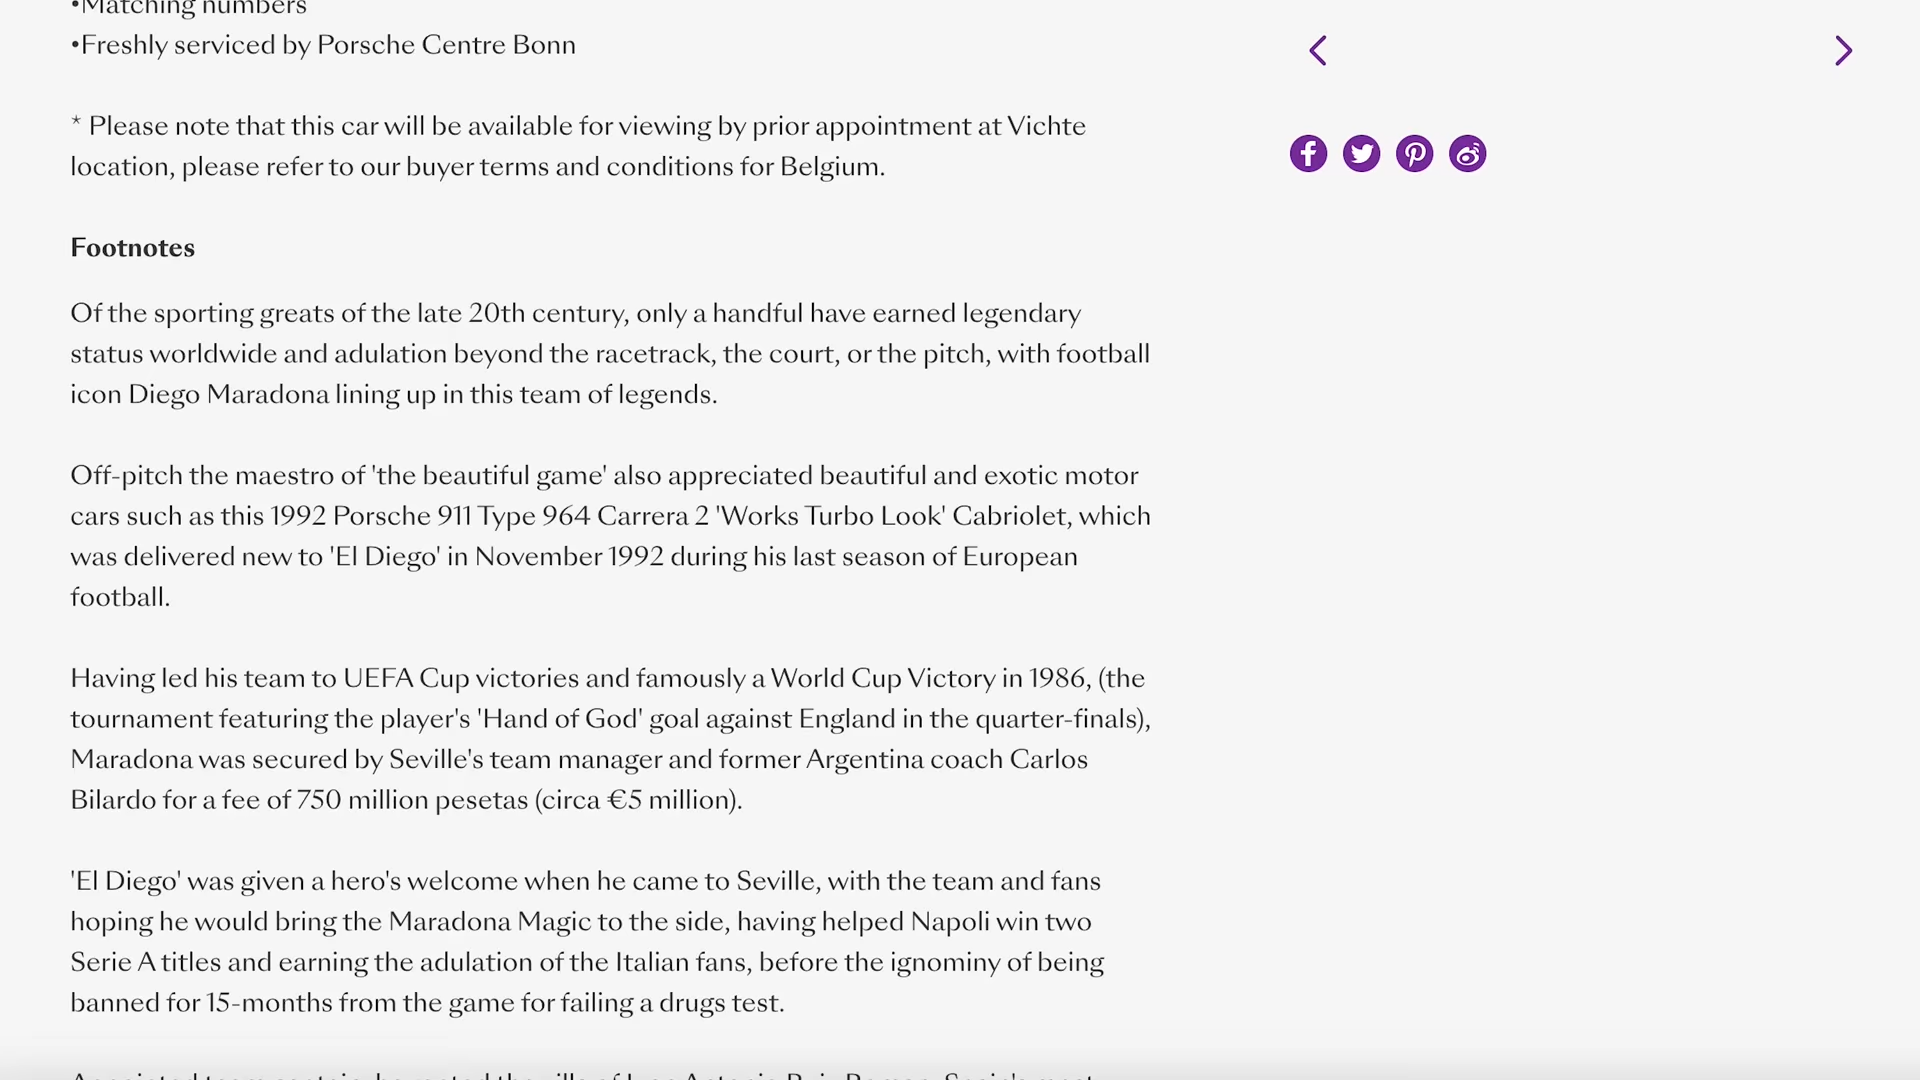 •Matching numbers
•Freshly serviced by Porsche Centre Bonn
* Please note that this car will be available for viewing by prior appointment at Vichte
location, please refer to our buyer terms and conditions for Belgium.
Footnotes
Of the sporting greats of the late 20th century, only a handful have earned legendary
status worldwide and adulation beyond the racetrack, the court, or the pitch, with football
icon Diego Maradona lining up in this team of legends.
Off-pitch the maestro of 'the beautiful game' also appreciated beautiful and exotic motor
cars such as this 1992 Porsche 911 Type 964 Carrera 2 'Works Turbo Look' Cabriolet, which
was delivered new to 'El Diego' in November 1992 during his last season of European
football.
Having led his team to UEFA Cup victories and famously a World Cup Victory in 1986, (the
tournament featuring the player's 'Hand of God' goal against England in the quarter-finals),
Maradona was secured by Seville's team manager and former Argentina coach Carlos
Bilardo for a fee of 750 million pesetas (circa €5 million).
'El Diego' was given a hero's welcome when he came to Seville, with the team and fans
hoping he would bring the Maradona Magic to the side, having helped Napoli win two
Serie A titles and earning the adulation of the Italian fans, before the ignominy of being
banned for 15-months from the game for failing a drugs test.